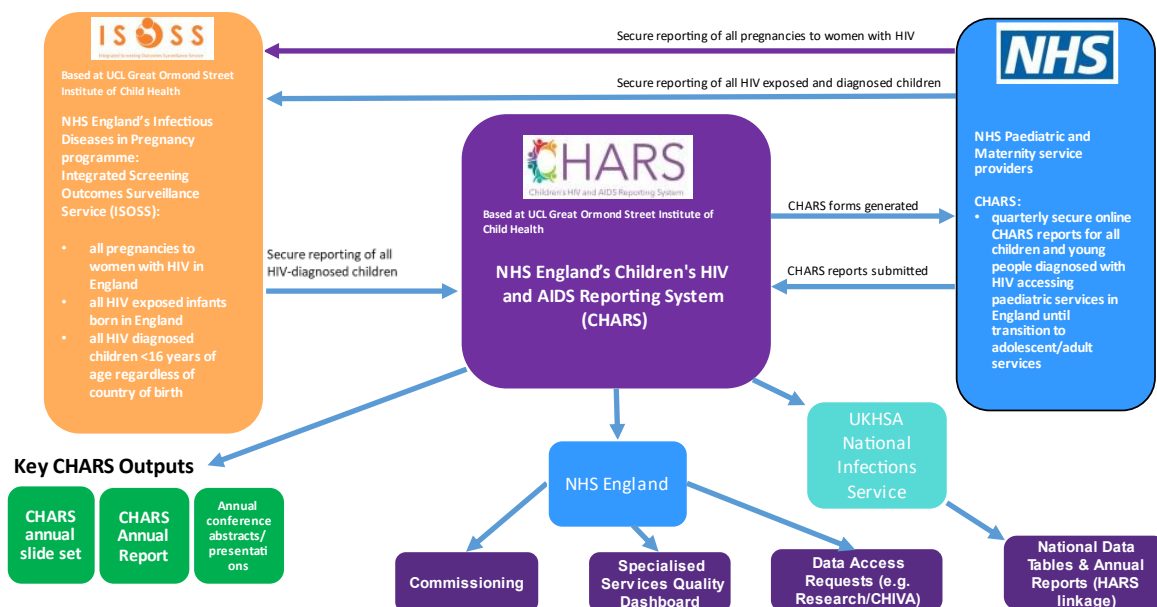 ISOSS
Integrated Screening Outcomes Surveillance Service
Based at UCL Great Ormond Street
Institute of Child Health
NHS England's Infectious
Diseases in Pregnancy
programme:
Integrated Screening
Outcomes Surveillance
Service (ISOSS):
• all pregnancies to
women with HIV in
England
• all HIV exposed infants
born in England
• all HIV diagnosed
children <16 years of
age regardless of
country of birth
Secure reporting of all pregnancies to women with HIV
Secure reporting of all HIV exposed and diagnosed children
Secure reporting of all
HIV-diagnosed children
CHARS
Children's HIV and AIDS Reporting System
Based at UCL Great Ormond Street Institute of
Child Health
NHS England's Children's HIV
and AIDS Reporting System
(CHARS)
CHARS forms generated
CHARS reports submitted
NHS
NHS Paediatric and
Maternity service
providers
CHARS:
• quarterly secure online
CHARS reports for all
children and young
people diagnosed with
HIV accessing
paediatric services in
England until
transition to
adolescent/adult
services
Key CHARS Outputs
CHARS
annual
slide set
CHARS
Annual
Report
Annual
conference
abstracts/
presentati
ons
NHS England
UKHSA
National
Infections
Service
Commissioning
Specialised
Services Quality
Dashboard
Data Access
Requests (e.g.
Research/CHIVA)
National Data
Tables & Annual
Reports (HARS
linkage)